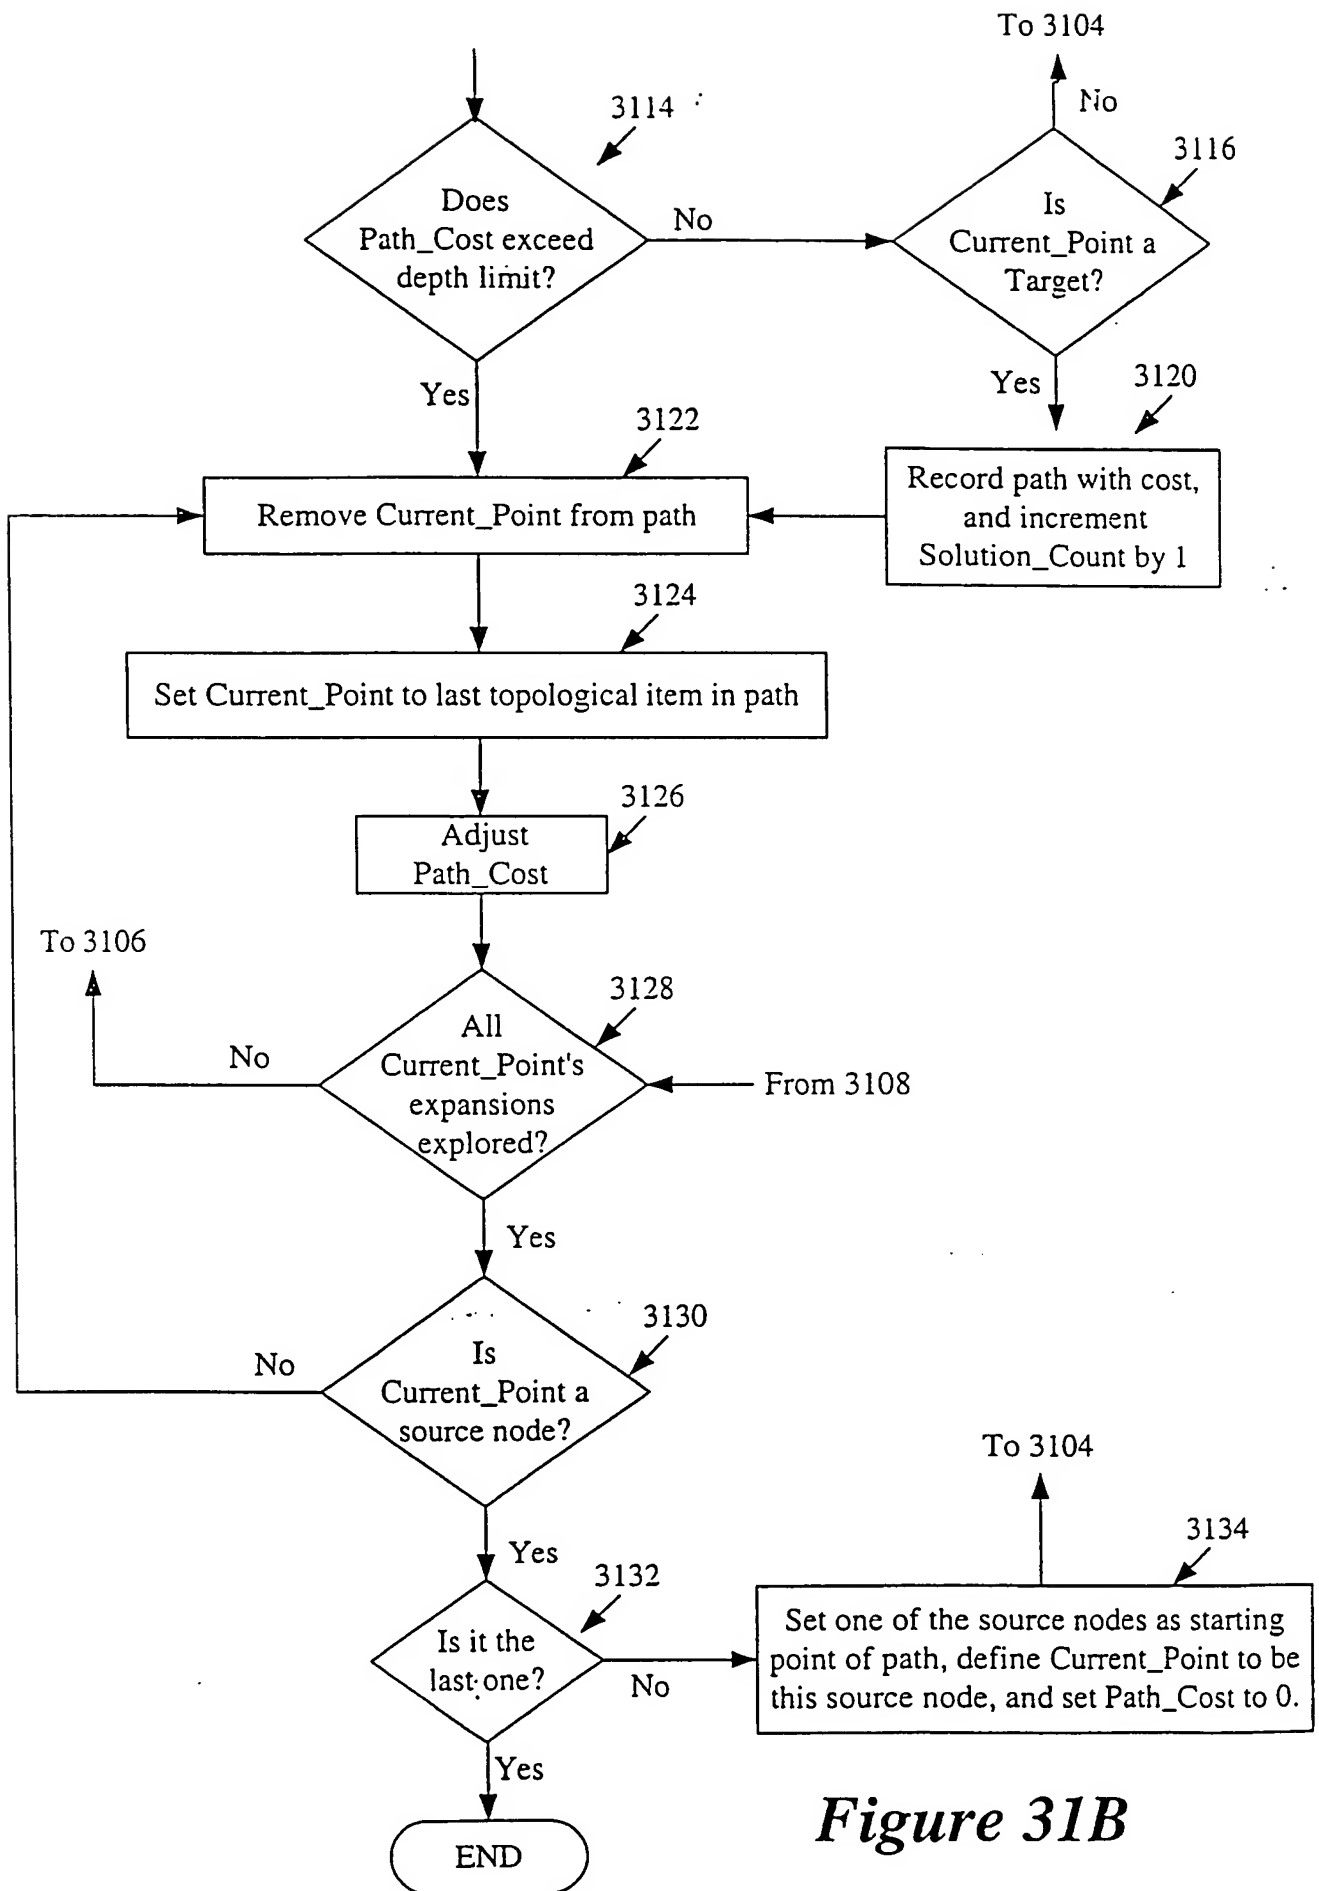 To 3104
No
3114
3116
Does
Path_Cost exceed
depth limit?
No
Is
Current_Point a
Target?
Yes
Yes
3120
3122
Record path with cost,
and increment
Solution_Count by 1
Remove Current_Point from path
3124
Set Current_Point to last topological item in path
3126
Adjust
Path_Cost
To 3106
3128
All
Current_Point's
expansions
explored?
No
From 3108
Yes
3130
No
Is
Current_Point a
source node?
To 3104
3134
Yes
3132
Is it the
last one?
No
Set one of the source nodes as starting
point of path, define Current_Point to be
this source node, and set Path_Cost to 0.
Yes
END
Figure 31B